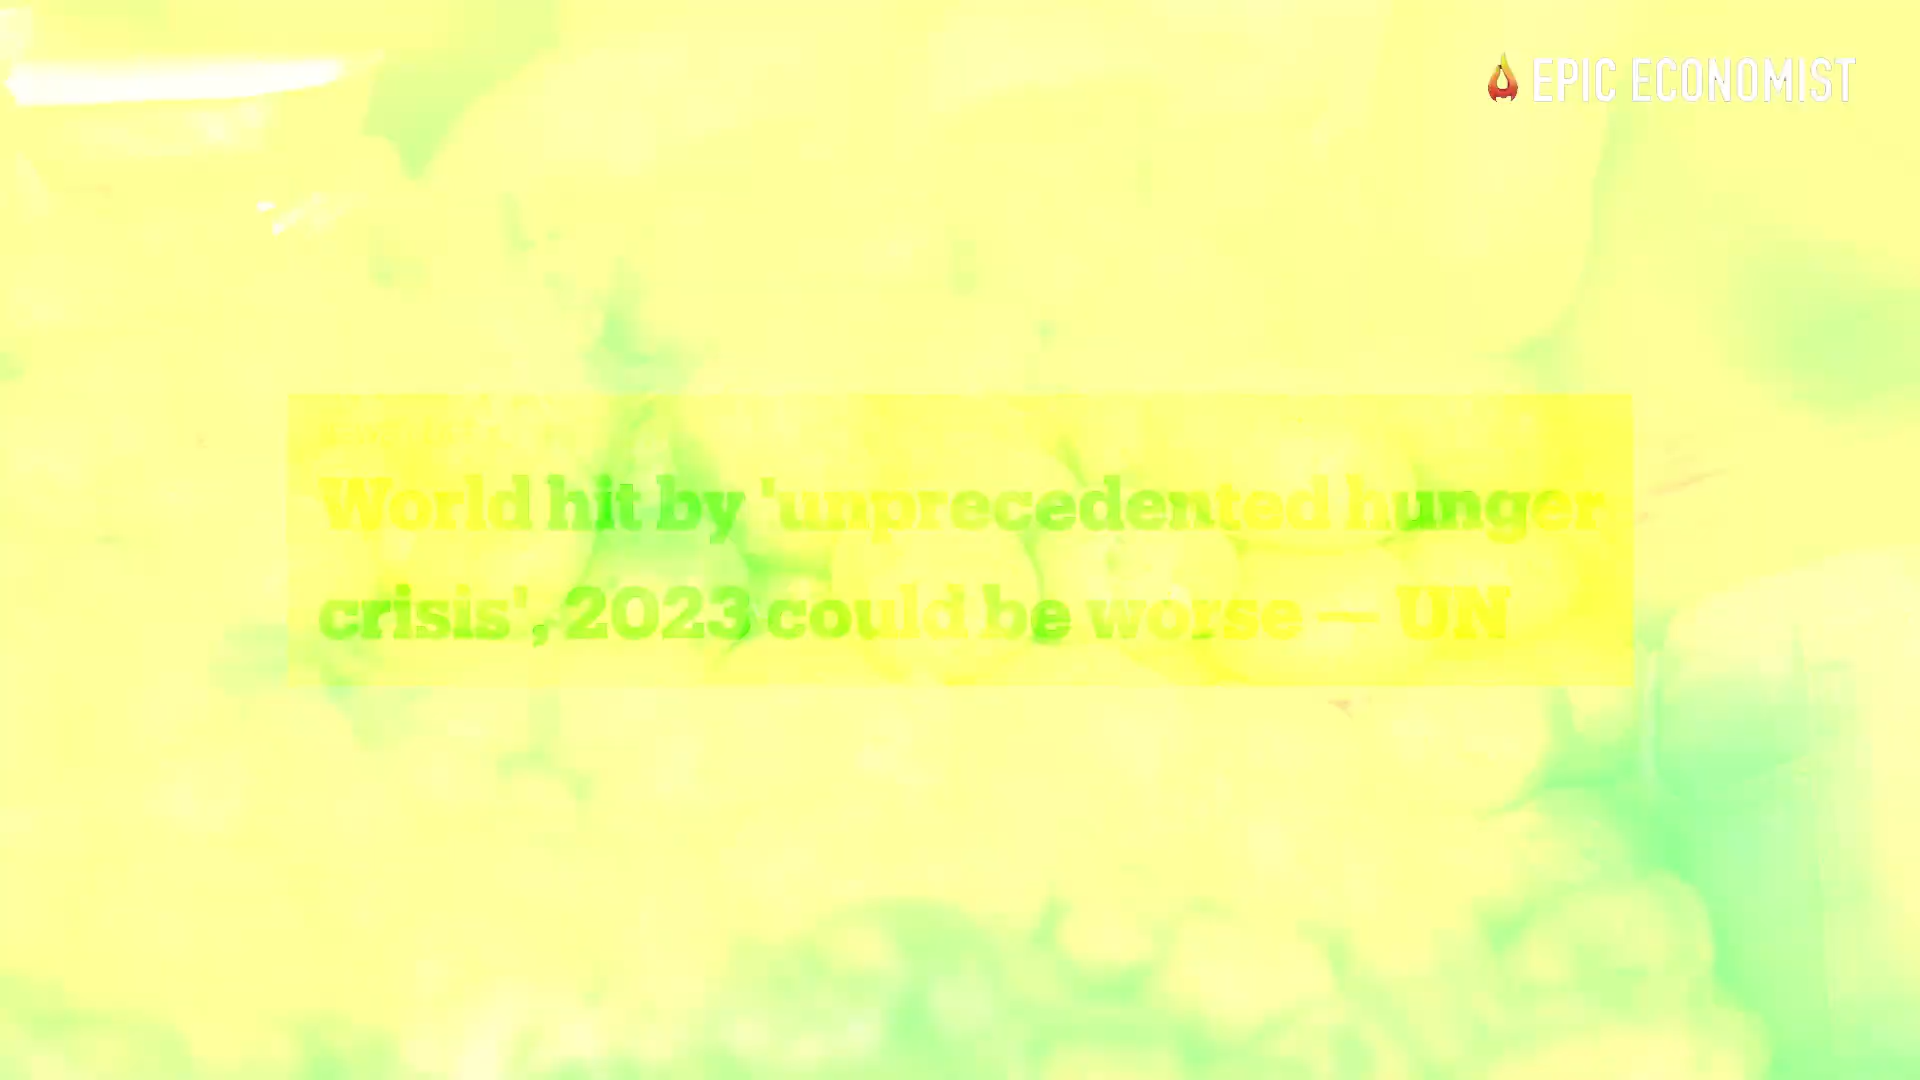 EPIC ECONOMIST
World hit by 'unprecedented hunger
crisis', 2023 could be worse — UN